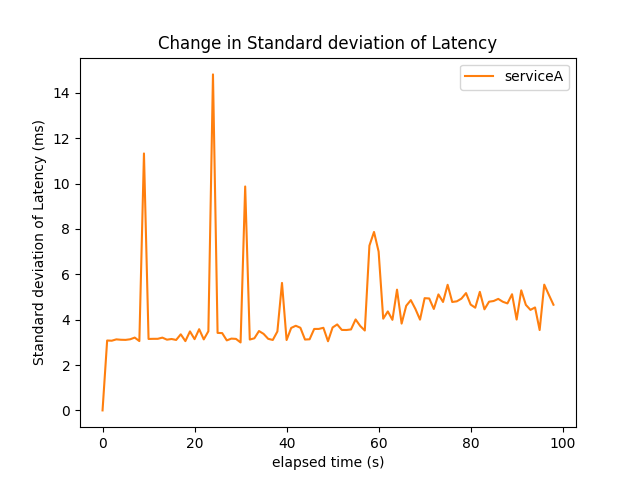 Change in Standard deviation of Latency
serviceA
Standard deviation of Latency (ms)
14
12
10
8
6
4
2
0
0 20 40 60 80 100
elapsed time (s)